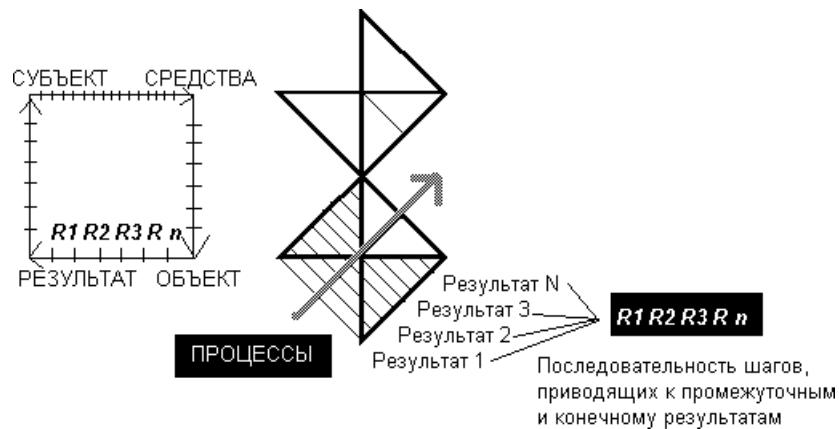 СУБЪЕКТ СРЕДСТВА
R1 R2 R3 R n
РЕЗУЛЬТАТ ОБЪЕКТ
ПРОЦЕССЫ
Результат N
Результат 3
Результат 2
Результат 1
R1 R2 R3 R n
Последовательность шагов,
приводящих к промежуточным
и конечному результатам